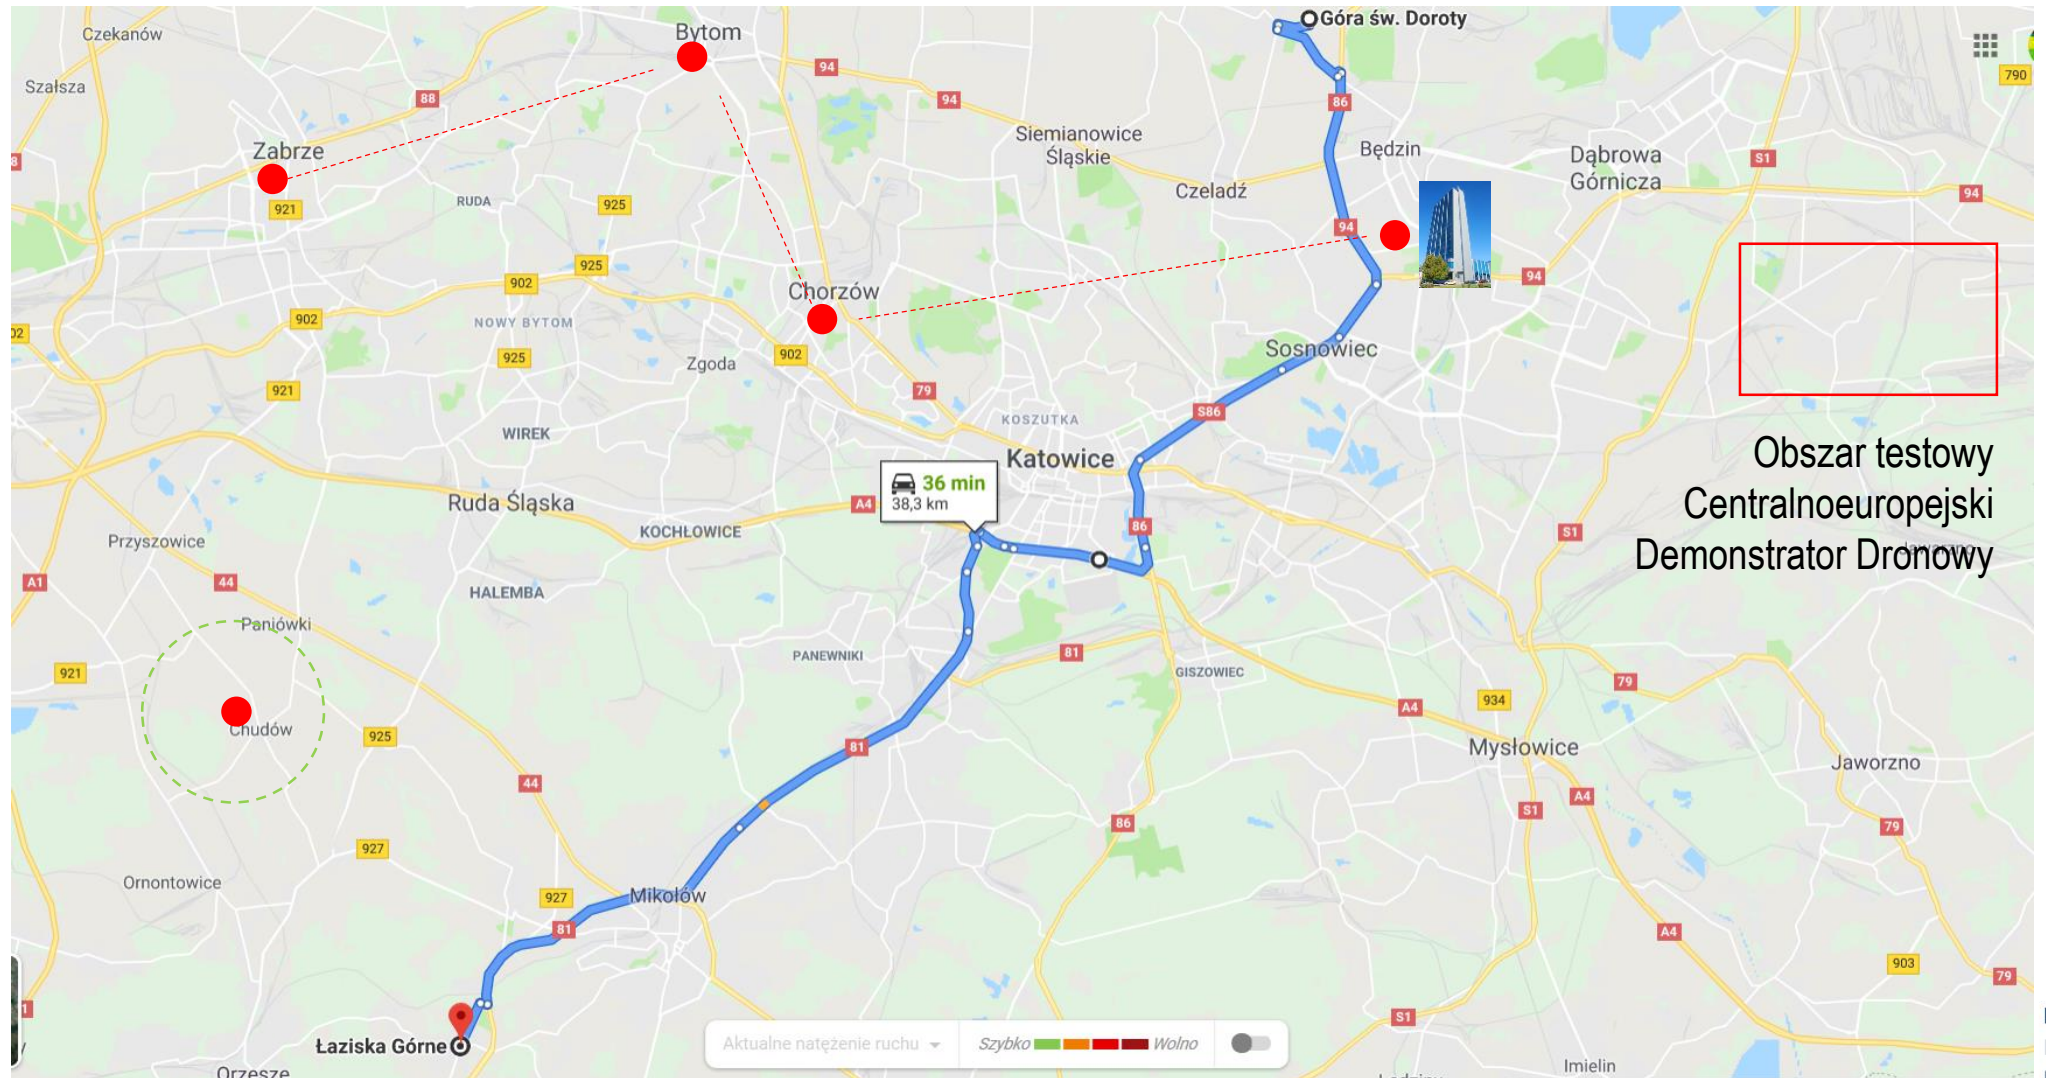 Góra św. Doroty
Czekanów
Bytom
94
790
Szałsza
88
94
86
Siemianowice
Śląskie
Zabrze
Będzin
Dąbrowa
Górnicza
S1
94
Czeladź
RUDA
925
921
94
925
94
902
Chorzów
902
NOWY BYTOM
925
Zgoda
902
Sosnowiec
921
79
S86
KOSZUTKA
WIREK
Katowice
Obszar testowy
Centralnoeuropejski
Demonstrator Dronowy
36 min
38,3 km
Ruda Śląska
A4
KOCHŁOWICE
86
S1
Przyszowice
A1
44
HALEMBA
Paniówki
PANEWNIKI
81
GISZOWIEC
921
79
934
A4
Chudów
925
81
Mysłowice
Jaworzno
44
A4
S1
86
79
927
Ornontowice
927
Mikołów
81
A4
903
79
S1
Łaziska Górne
Aktualne natężenie ruchu
Szybko
Wolno
Imielin
Orzesze